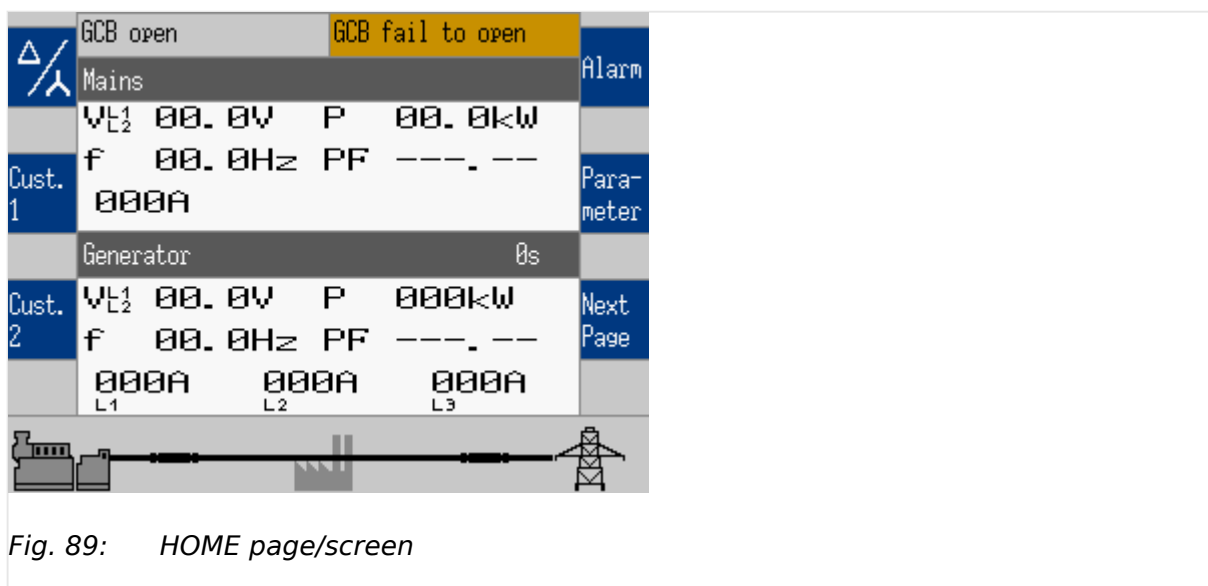 GCB open GCB fail to open
Alarm
Mains
VL1L2 00.0V P 00.0kW
f 00.0Hz PF ---.--
Cust. 1
Para-
meter
000A
Generator 0s
VL1L2 00.0V P 000kW
Cust. 2
Next
Page
f 00.0Hz PF ---.--
000A 000A 000A
L1 L2 L3
Fig. 89: HOME page/screen